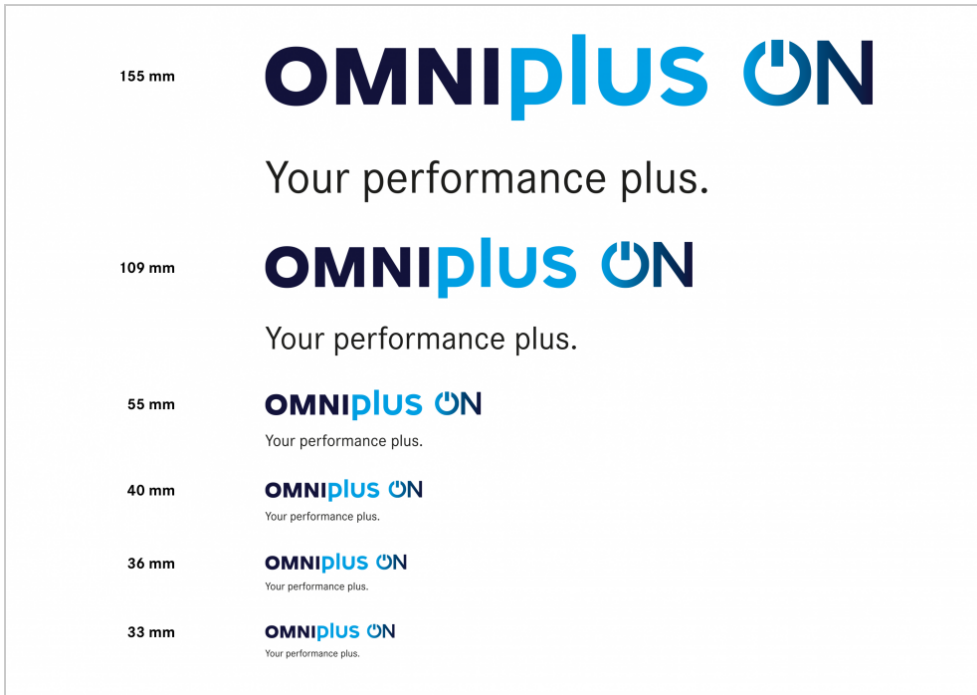 155 mm OMNIplus ON
Your performance plus.
109 mm OMNIplus ON
Your performance plus.
55 mm OMNIplus ON
Your performance plus.
40 mm OMNIplus ON
Your performance plus.
36 mm OMNIplus ON
Your performance plus.
33 mm OMNIplus ON
Your performance plus.